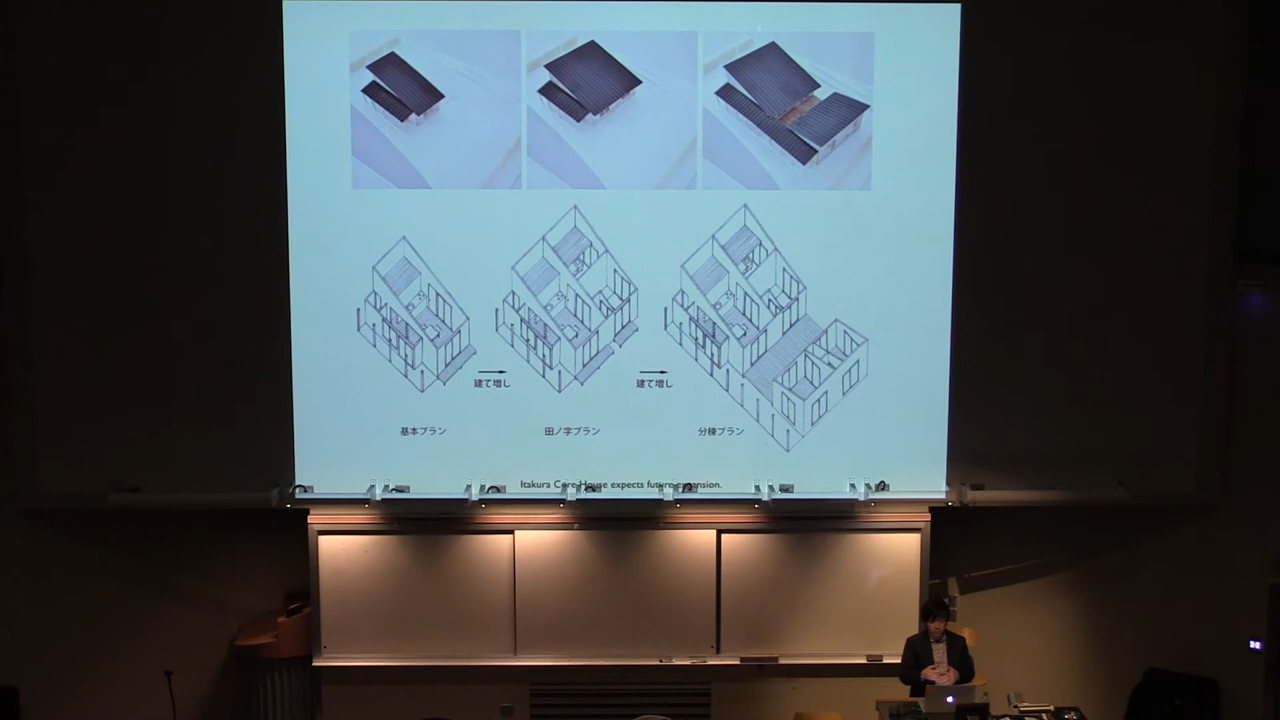 建て増し
建て増し
基本プラン
田ノ字プラン
分棟プラン
Itakura Core House expects future expansion.